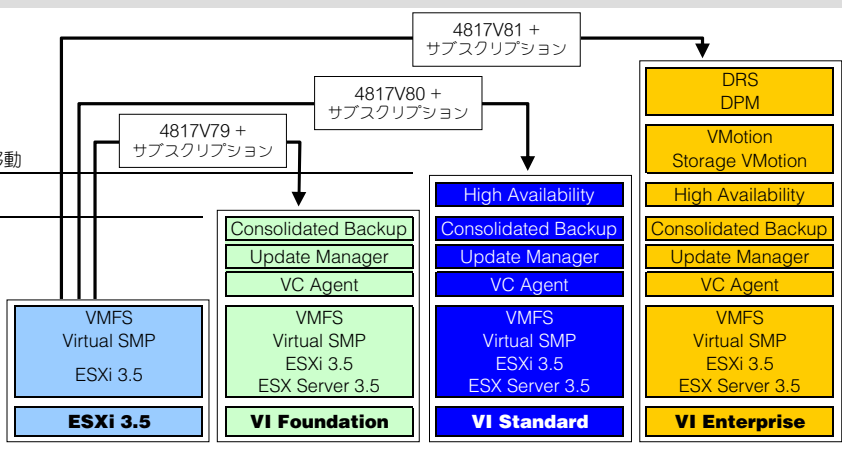 4817V81 +
サブスクリプション
4817V80 +
サブスクリプション
4817V79 +
サブスクリプション
移動
DRS
DPM
VMotion
Storage VMotion
High Availability
Consolidated Backup
Update Manager
VC Agent
VMFS
Virtual SMP
ESXi 3.5
ESX Server 3.5
VI Enterprise
High Availability
Consolidated Backup
Update Manager
VC Agent
VMFS
Virtual SMP
ESXi 3.5
ESX Server 3.5
VI Standard
Consolidated Backup
Update Manager
VC Agent
VMFS
Virtual SMP
ESXi 3.5
ESX Server 3.5
VI Foundation
VMFS
Virtual SMP
ESXi 3.5
ESXi 3.5